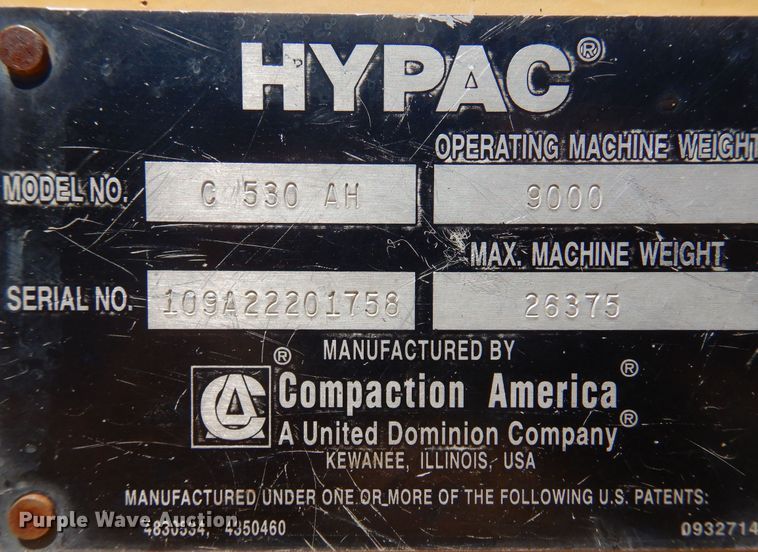 HYPAC®
OPERATING MACHINE WEIGHT
MODEL NO. C 530 AH 9000
MAX. MACHINE WEIGHT
SERIAL NO. 109A22201758 26375
MANUFACTURED BY
CA® Compaction America®
A United Dominion Company®
KEWANEE, ILLINOIS, USA
MANUFACTURED UNDER ONE OR MORE OF THE FOLLOWING U.S. PATENTS:
Purple Wave Auction
4830534, 4350460 0932714